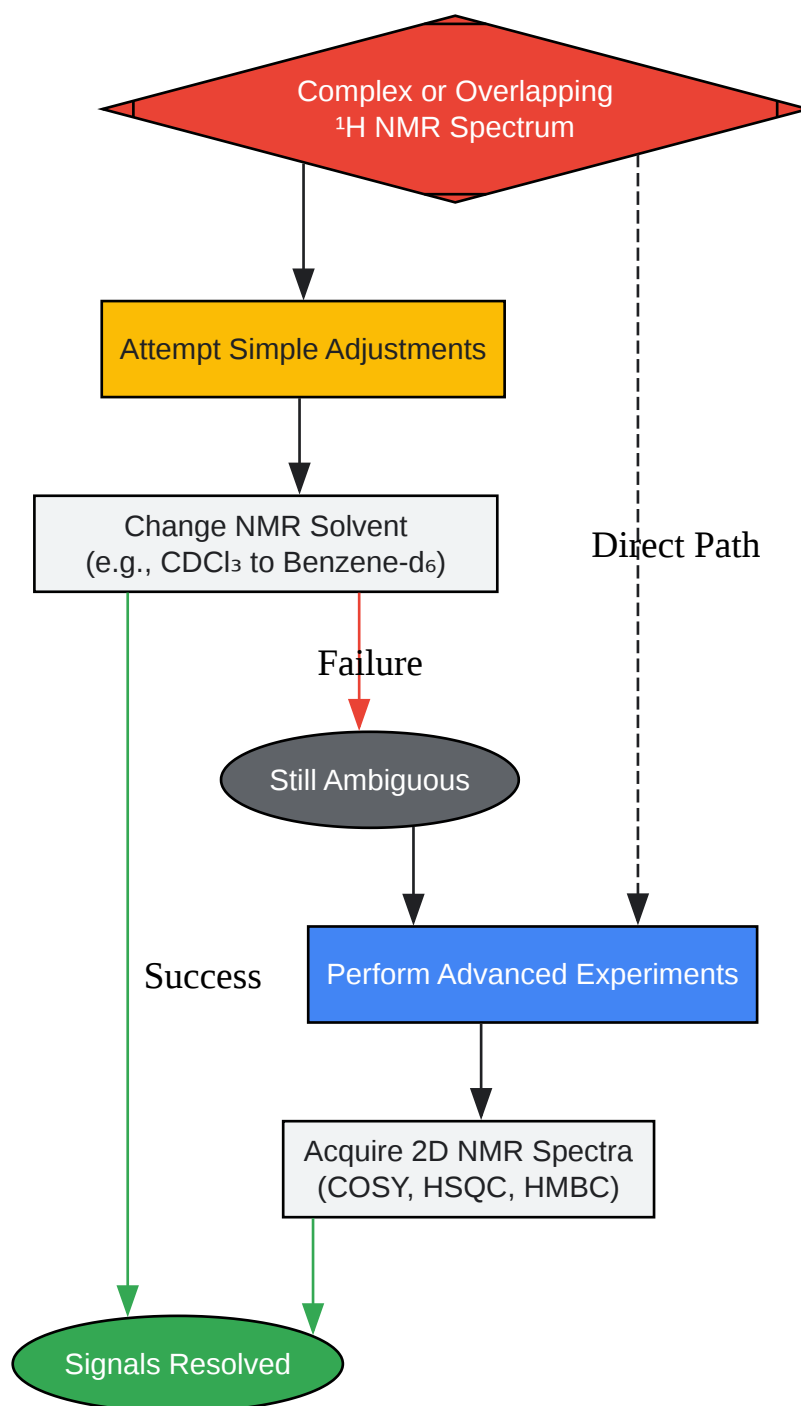 Complex or Overlapping
¹H NMR Spectrum
Attempt Simple Adjustments
Change NMR Solvent
(e.g., CDCl₃ to Benzene-d₆)
Direct Path
Failure
Still Ambiguous
Success
Perform Advanced Experiments
Acquire 2D NMR Spectra
(COSY, HSQC, HMBC)
Signals Resolved